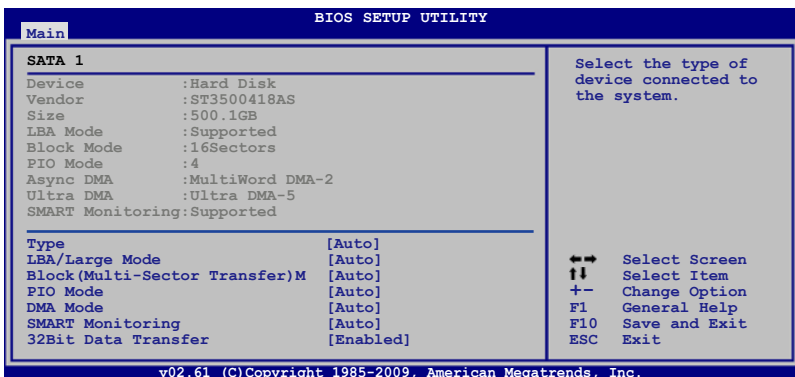 BIOS SETUP UTILITY
Main
SATA 1
Device :Hard Disk
Vendor :ST3500418AS
Size :500.1GB
LBA Mode :Supported
Block Mode :16Sectors
PIO Mode :4
Async DMA :MultiWord DMA-2
Ultra DMA :Ultra DMA-5
SMART Monitoring:Supported
Type [Auto]
LBA/Large Mode [Auto]
Block(Multi-Sector Transfer)M [Auto]
PIO Mode [Auto]
DMA Mode [Auto]
SMART Monitoring [Auto]
32Bit Data Transfer [Enabled]
Select the type of
device connected to
the system.
←→ Select Screen
↑↓ Select Item
+- Change Option
F1 General Help
F10 Save and Exit
ESC Exit
v02.61 (C)Copyright 1985-2009, American Megatrends, Inc.